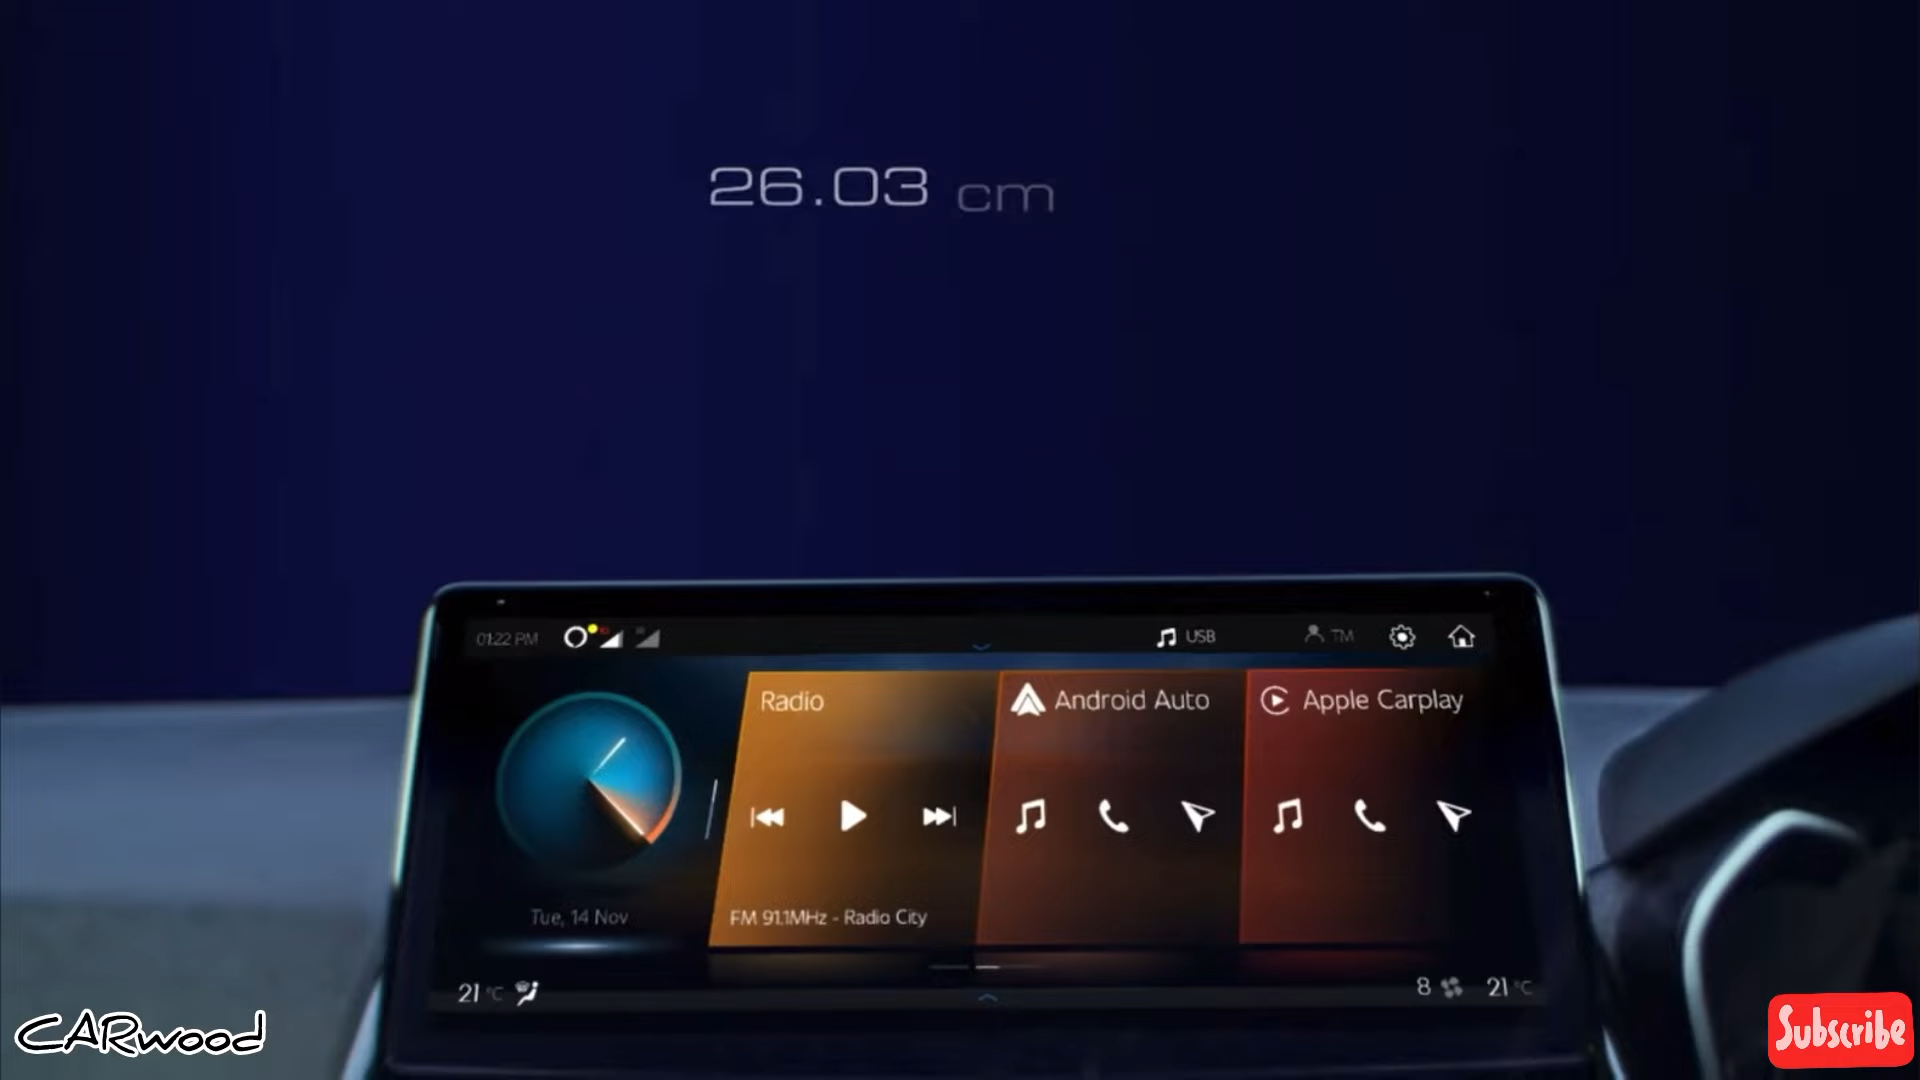 26.03 cm
01:22 PM
USB
TM
Radio
Android Auto
Apple Carplay
Tue, 14 Nov
FM 91.1MHz - Radio City
21 °C
8
21 °C
CARwood
Subscribe